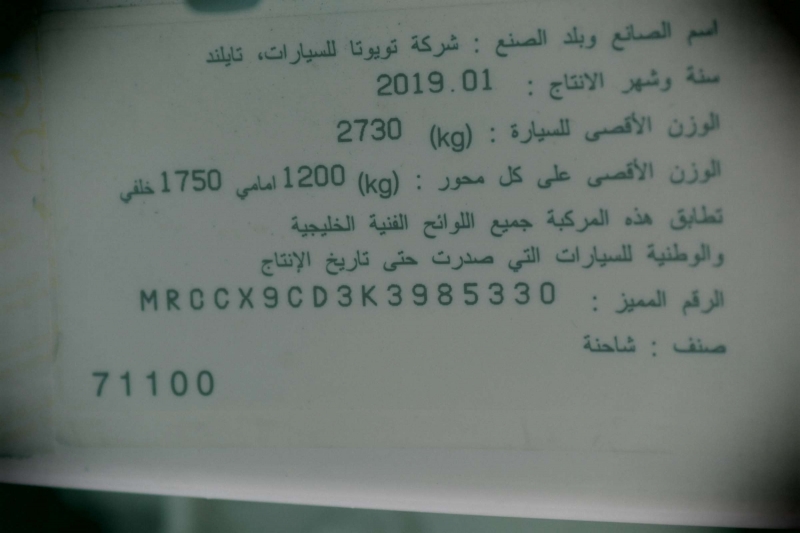 اسم الصانع وبلد الصنع : شركة تويوتا للسيارات، تايلند
سنة وشهر الانتاج : 2019.01
الوزن الأقصى للسيارة : (kg) 2730
الوزن الأقصى على كل محور : (kg) 1200 امامي 1750 خلفي
تطابق هذه المركبة جميع اللوائح الفنية الخليجية
والوطنية للسيارات التي صدرت حتى تاريخ الإنتاج
الرقم المميز : MR0CX9CD3K3985330
صنف : شاحنة
71100